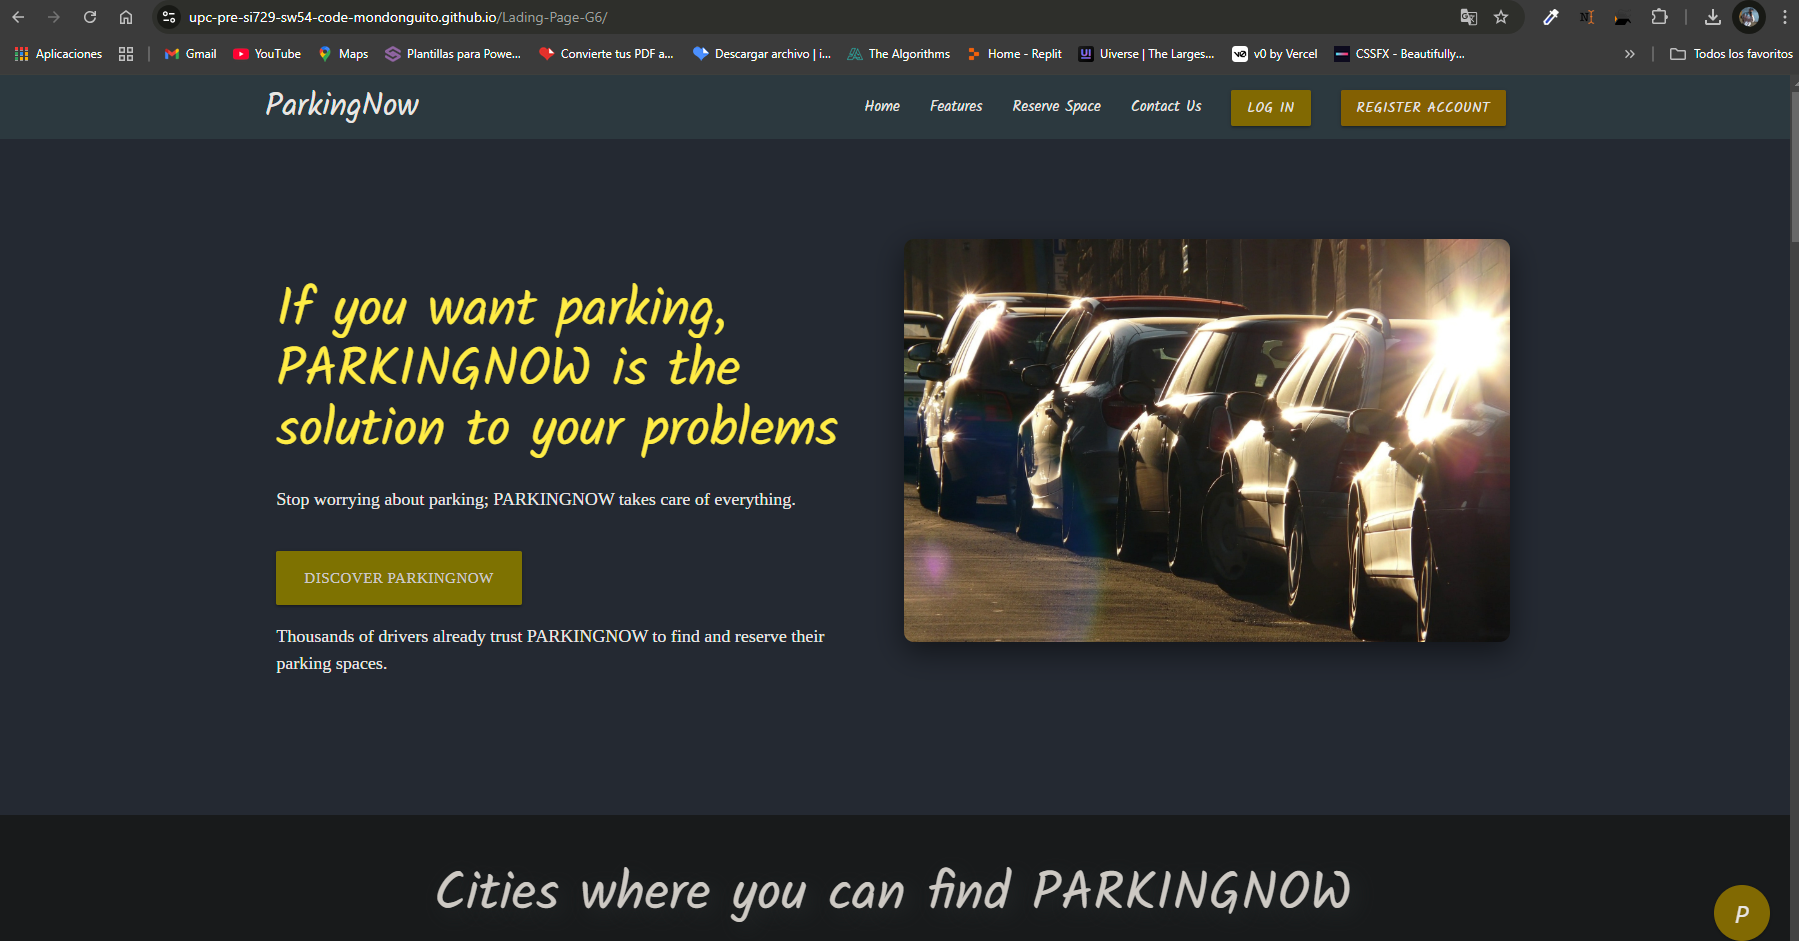 upc-pre-si729-sw54-code-mondonguito.github.io/Lading-Page-G6/
Aplicaciones Gmail YouTube Maps Plantillas para Powe... Convierte tus PDF a... Descargar archivo | i... The Algorithms Home - Replit Uiverse | The Larges... v0 by Vercel CSSFX - Beautifully... » Todos los favoritos
ParkingNow Home Features Reserve Space Contact Us LOG IN REGISTER ACCOUNT
If you want parking,
PARKINGNOW is the
solution to your problems
Stop worrying about parking; PARKINGNOW takes care of everything.
DISCOVER PARKINGNOW
Thousands of drivers already trust PARKINGNOW to find and reserve their
parking spaces.
Cities where you can find PARKINGNOW
P